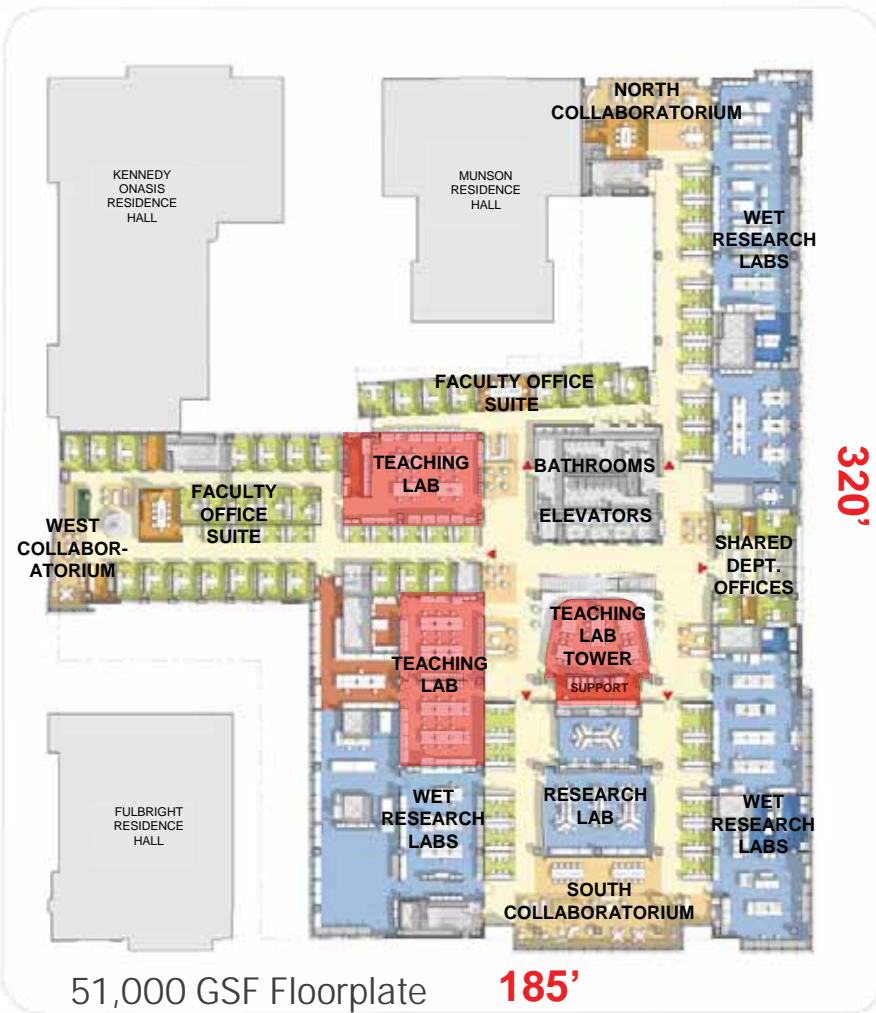 NORTH
COLLABORATORIUM
KENNEDY
ONASIS
RESIDENCE
HALL
MUNSON
RESIDENCE
HALL
WET
RESEARCH
LABS
FACULTY OFFICE
SUITE
TEACHING
LAB
BATHROOMS
ELEVATORS
320’
FACULTY
OFFICE
SUITE
WEST
COLLABOR-
ATORIUM
SHARED
DEPT.
OFFICES
TEACHING
LAB
TOWER
SUPPORT
TEACHING
LAB
FULBRIGHT
RESIDENCE
HALL
WET
RESEARCH
LABS
RESEARCH
LAB
WET
RESEARCH
LABS
SOUTH
COLLABORATORIUM
51,000 GSF Floorplate
185’